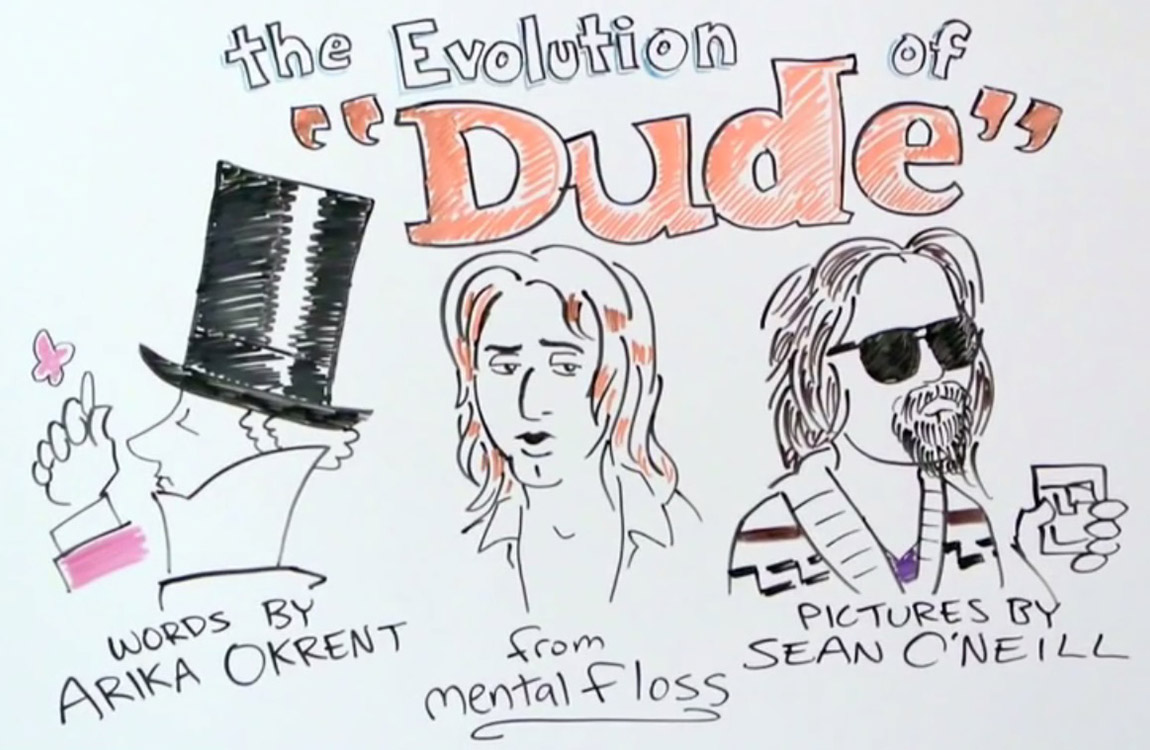 the Evolution of
"Dude"
WORDS BY
ARIKA OKRENT
from
mental floss
PICTURES BY
SEAN O'NEILL